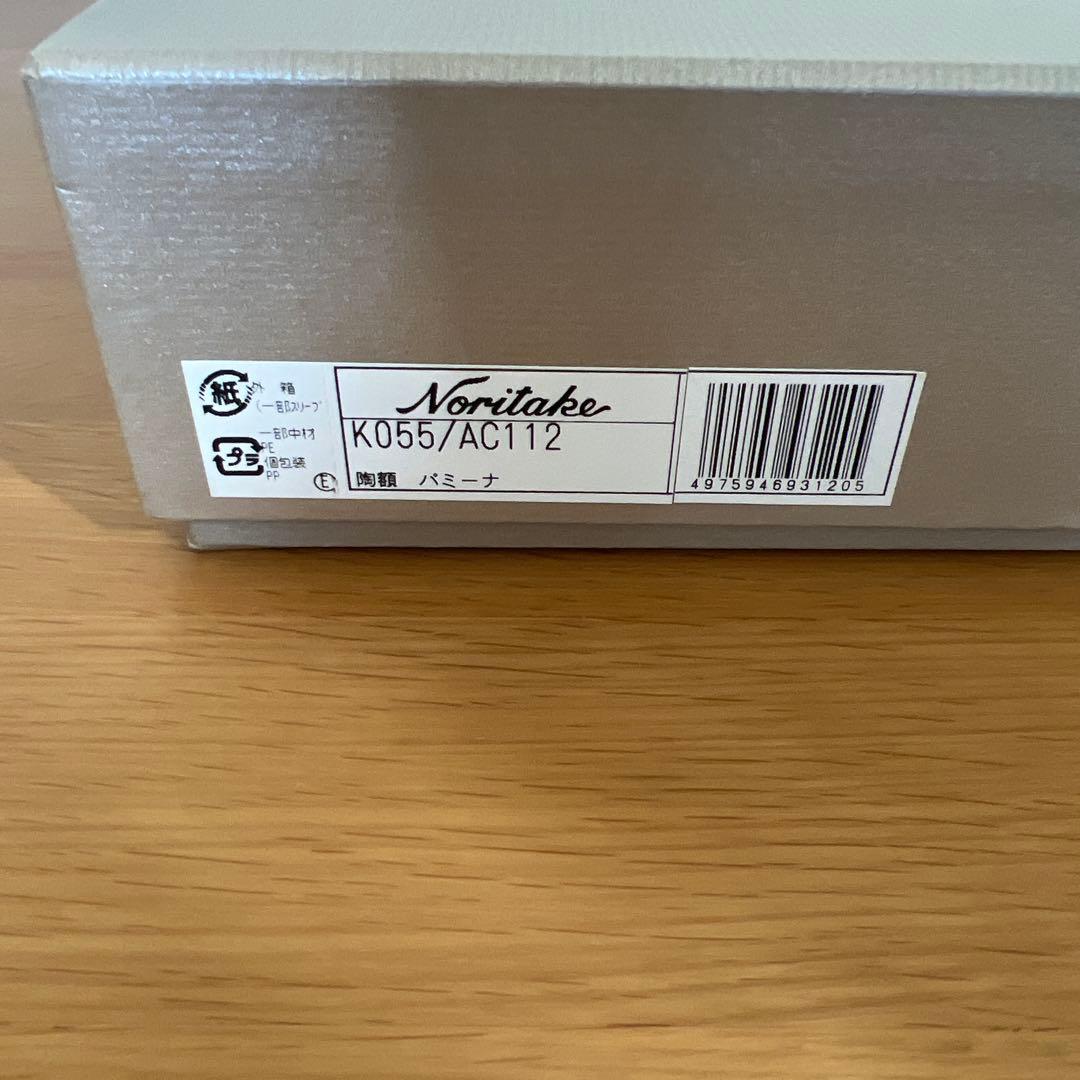 紙
外 箱
(一部スリーブ
プラ
一部中材
PE
個包装
PP
E
Noritake
K055/AC112
陶額 パミーナ
4975946931205